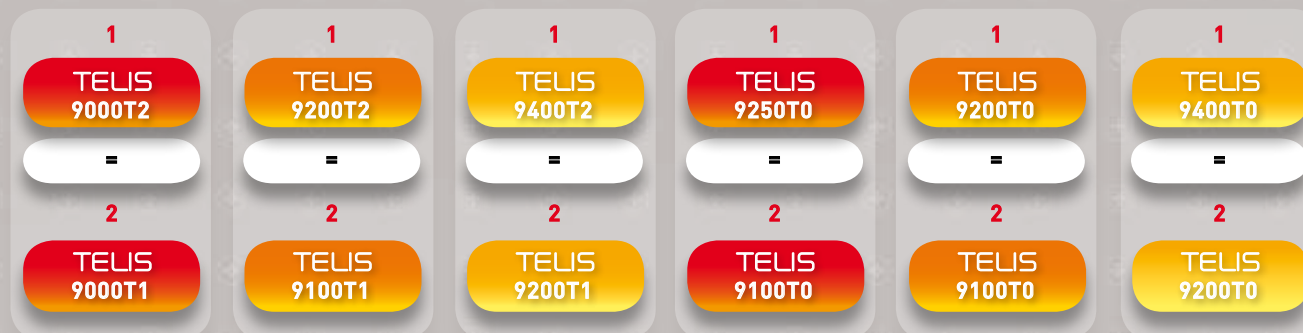 1
TELIS
9000T2
=
2
TELIS
9000T1
1
TELIS
9200T2
=
2
TELIS
9100T1
1
TELIS
9400T2
=
2
TELIS
9200T1
1
TELIS
9250T0
=
2
TELIS
9100T0
1
TELIS
9200T0
=
2
TELIS
9100T0
1
TELIS
9400T0
=
2
TELIS
9200T0